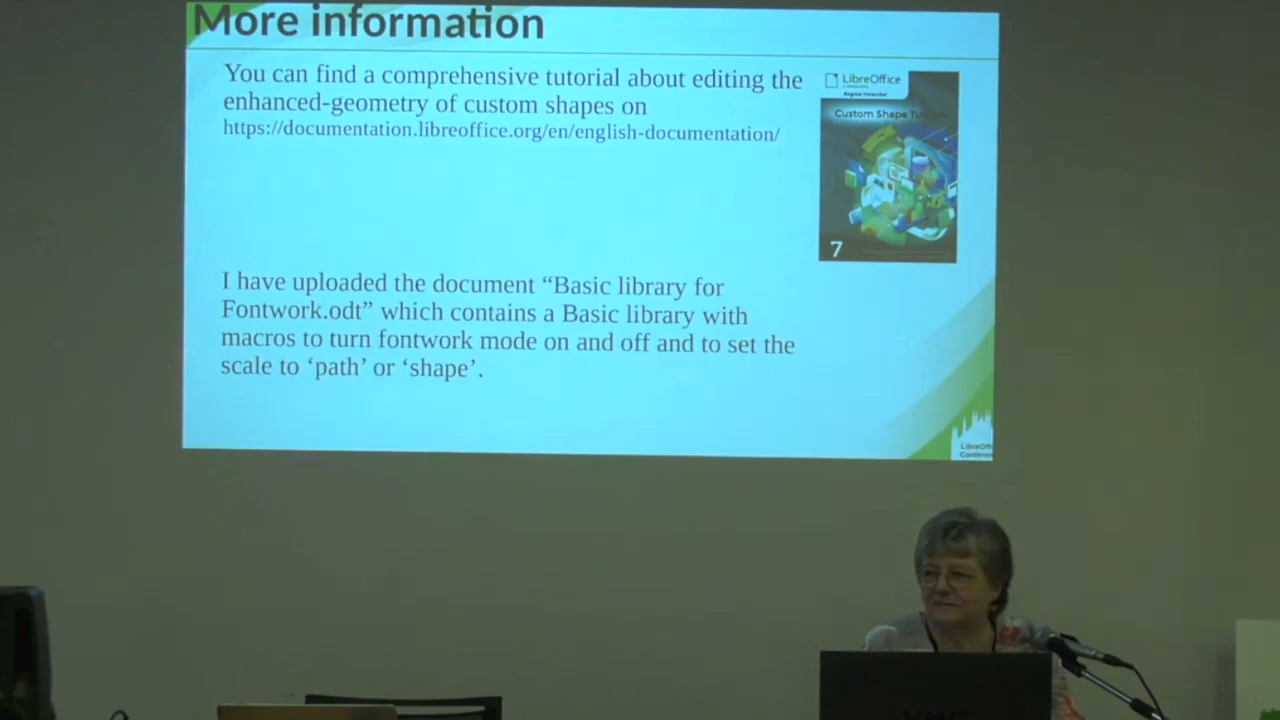 More information
You can find a comprehensive tutorial about editing the
enhanced-geometry of custom shapes on
https://documentation.libreoffice.org/en/english-documentation/
LibreOffice
Community
Custom Shape
7
I have uploaded the document “Basic library for
Fontwork.odt” which contains a Basic library with
macros to turn fontwork mode on and off and to set the
scale to ‘path’ or ‘shape’.